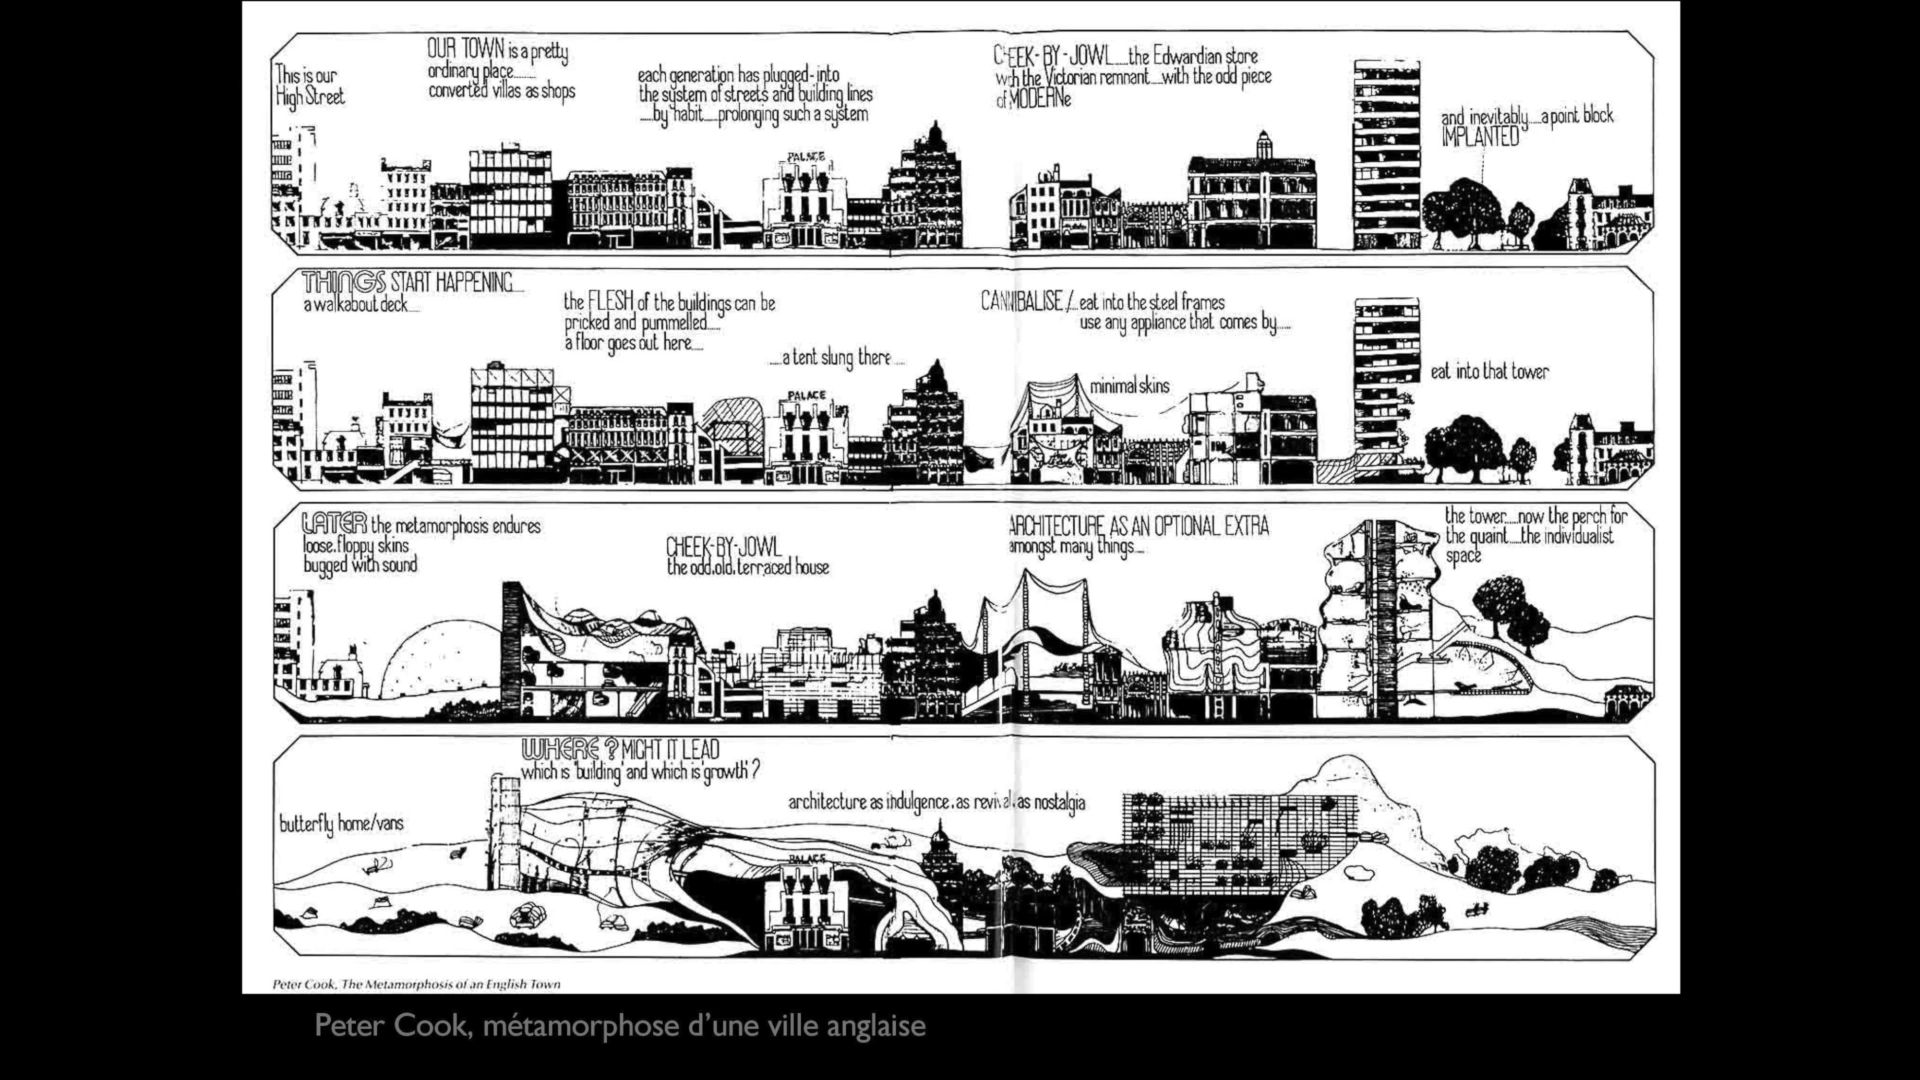 This is our
High Street
OUR TOWN is a pretty
ordinary place......
converted villas as shops
each generation has plugged-into
the system of streets and building lines
....by habit....prolonging such a system
CHEEK-BY-JOWL....the Edwardian store
with the Victorian remnant....with the odd piece
of MODERNe
and inevitably....a point block
IMPLANTED
PALACE
THINGS START HAPPENING....
a walkabout deck....
the FLESH of the buildings can be
pricked and pummelled.....
a floor goes out here....
....a tent slung there....
CANNIBALISE/...eat into the steel frames
use any appliance that comes by.....
minimal skins
eat into that tower
PALACE
LATER the metamorphosis endures
loose.floppy skins
bugged with sound
CHEEK-BY-JOWL
the odd.old.terraced house
ARCHITECTURE AS AN OPTIONAL EXTRA
amongst many things....
the tower....now the perch for
the quaint....the individualist
space
WHERE? MIGHT IT LEAD
which is 'building' and which is 'growth'?
butterfly home/vans
architecture as indulgence.as revival.as nostalgia
PALACE
Peter Cook, The Metamorphosis of an English Town
Peter Cook, métamorphose d’une ville anglaise